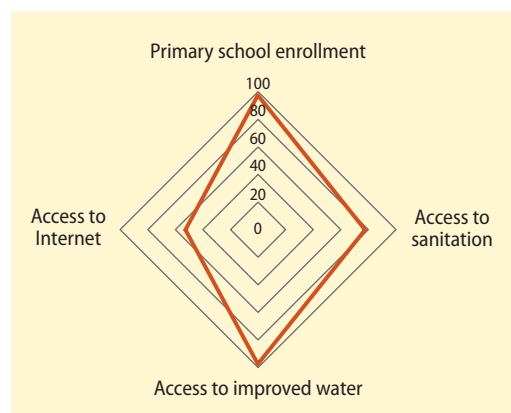 Primary school enrollment
100
80
60
40
20
0
Access to
Internet
Access to
sanitation
Access to improved water